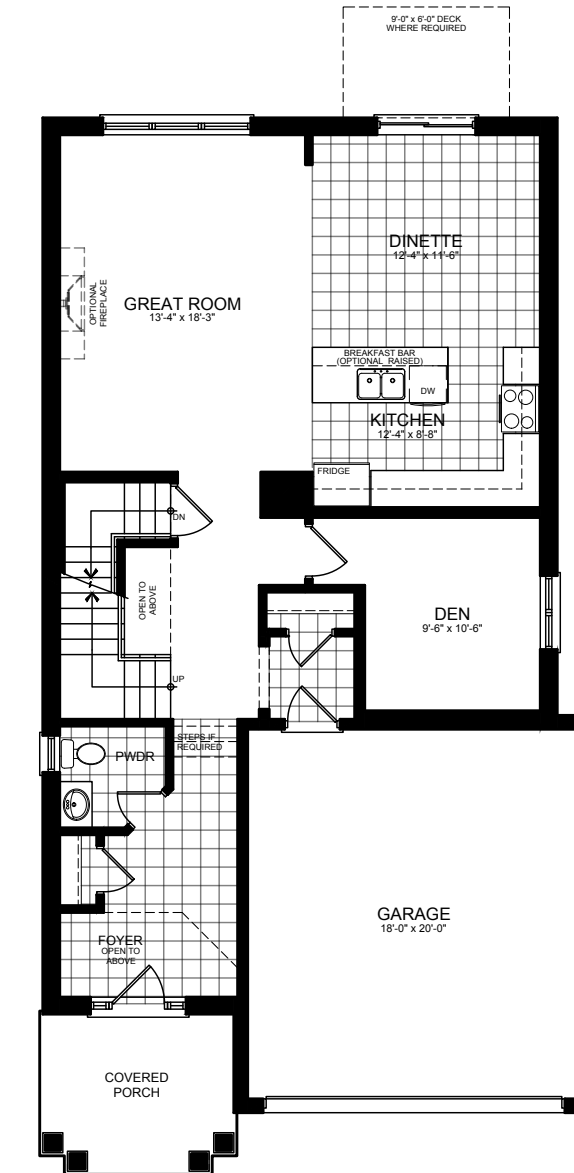 9'-0" x 6'-0" DECK
WHERE REQUIRED
DINETTE
12'-4" x 11'-6"
OPTIONAL
FIREPLACE
GREAT ROOM
13'-4" x 18'-3"
BREAKFAST BAR
(OPTIONAL RAISED)
DW
KITCHEN
12'-4" x 8'-8"
FRIDGE
DN
OPEN TO
ABOVE
DEN
9'-6" x 10'-6"
UP
STEPS IF
REQUIRED
PWDR
GARAGE
18'-0" x 20'-0"
FOYER
OPEN TO
ABOVE
COVERED
PORCH